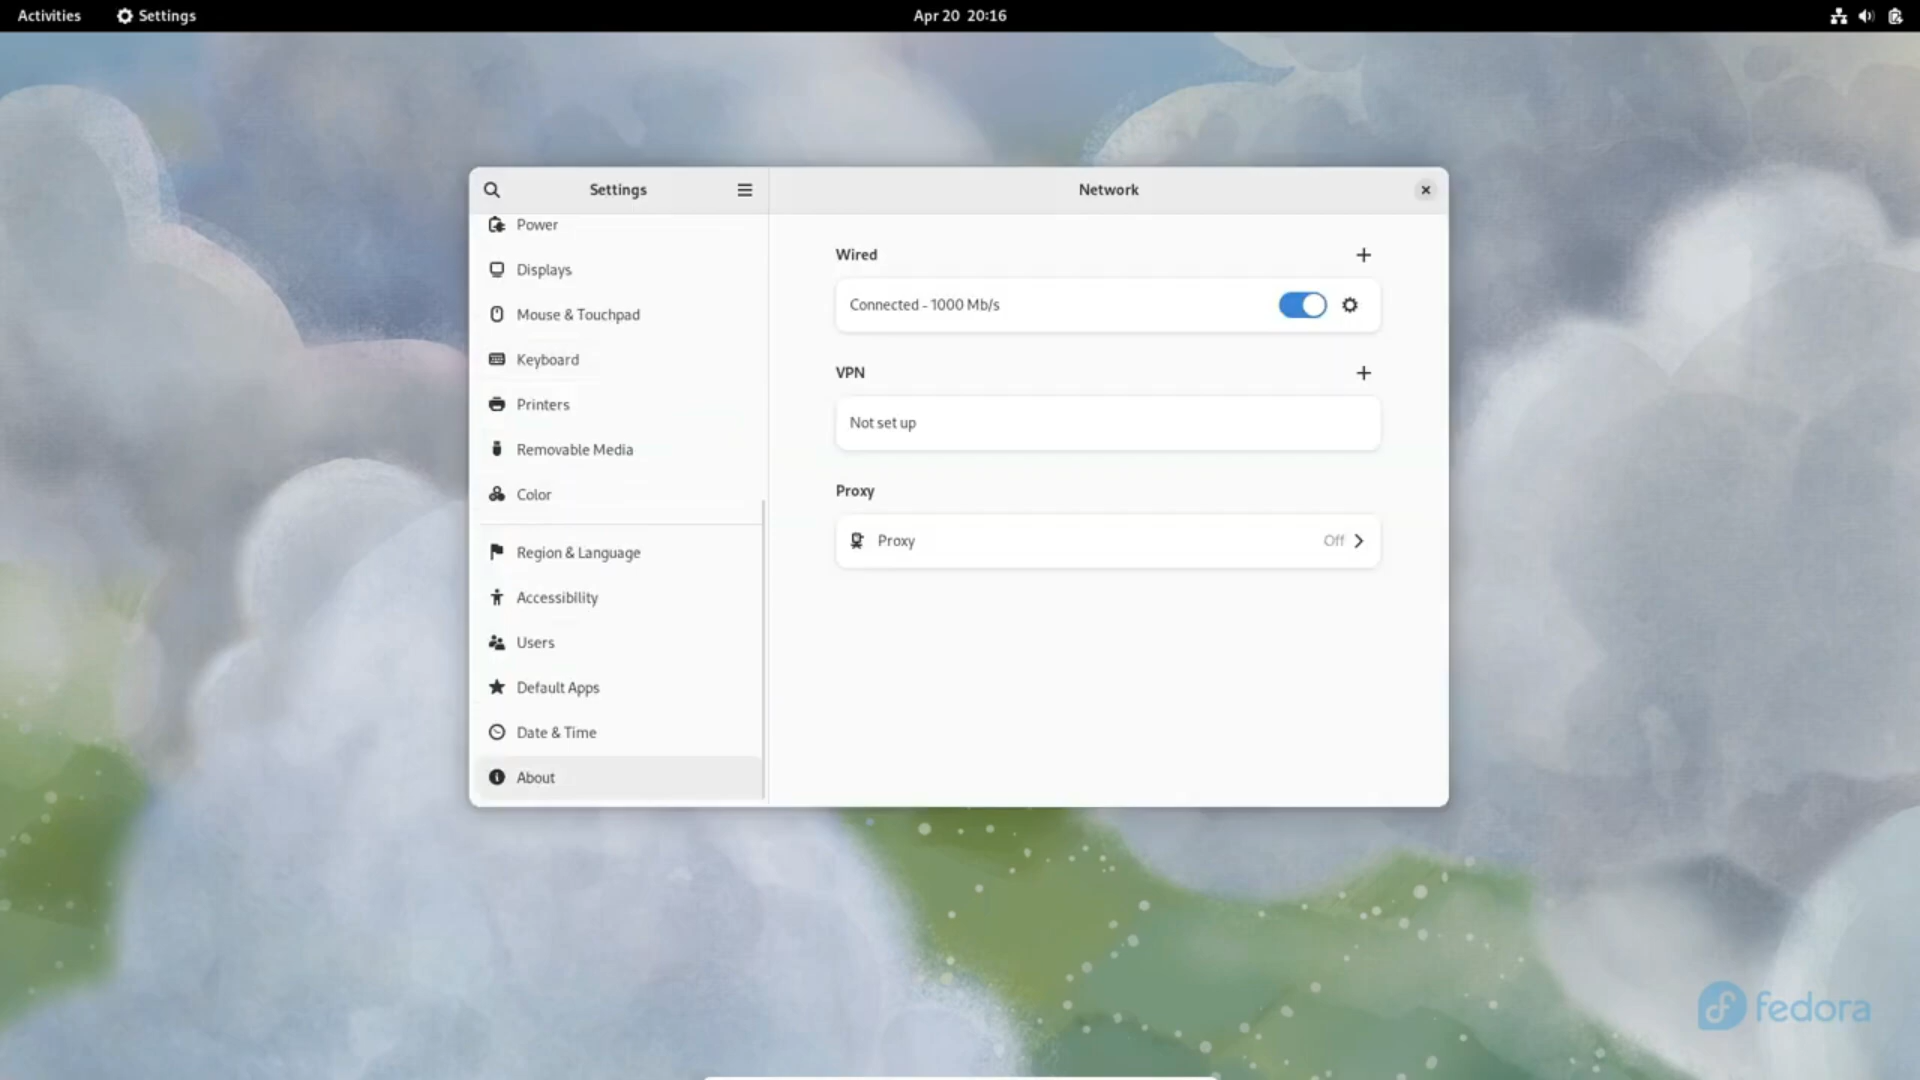 Activities
Settings
Apr 20 20:16
Settings
Network
Power
Displays
Mouse & Touchpad
Keyboard
Printers
Removable Media
Color
Region & Language
Accessibility
Users
Default Apps
Date & Time
About
Wired
Connected - 1000 Mb/s
VPN
Not set up
Proxy
Proxy
Off
fedora